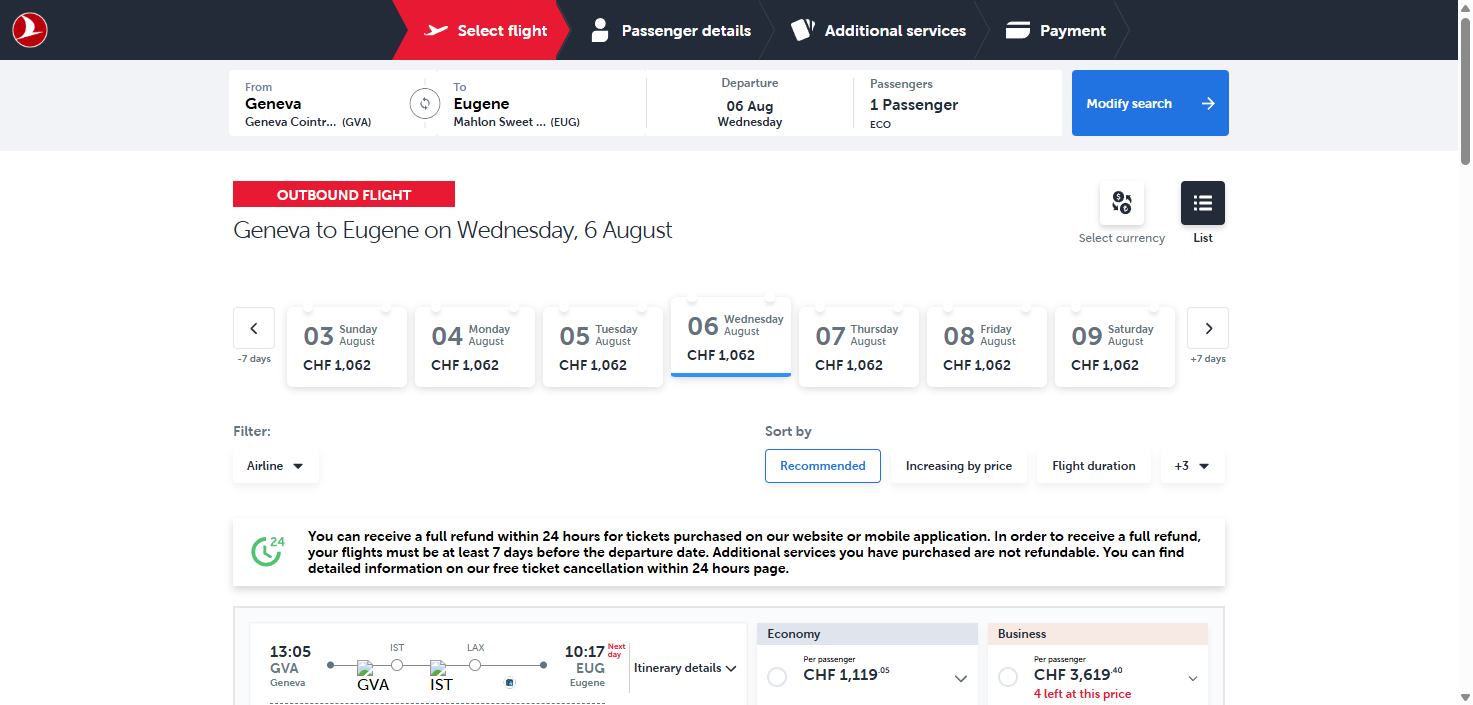 Select flight
Passenger details
Additional services
Payment
From
Geneva
Geneva Cointr... (GVA)
To
Eugene
Mahlon Sweet ... (EUG)
Departure
06 Aug
Wednesday
Passengers
1 Passenger
ECO
Modify search
OUTBOUND FLIGHT
Geneva to Eugene on Wednesday, 6 August
Select currency
List
-7 days
03 Sunday August
CHF 1,062
04 Monday August
CHF 1,062
05 Tuesday August
CHF 1,062
06 Wednesday August
CHF 1,062
07 Thursday August
CHF 1,062
08 Friday August
CHF 1,062
09 Saturday August
CHF 1,062
+7 days
Filter:
Airline
Sort by
Recommended
Increasing by price
Flight duration
+3
24
You can receive a full refund within 24 hours for tickets purchased on our website or mobile application. In order to receive a full refund,
your flights must be at least 7 days before the departure date. Additional services you have purchased are not refundable. You can find
detailed information on our free ticket cancellation within 24 hours page.
13:05
GVA
Geneva
IST
LAX
GVA
IST
10:17 Next day
EUG
Eugene
Itinerary details
Economy
Per passenger
CHF 1,119.05
Business
Per passenger
CHF 3,619.40
4 left at this price